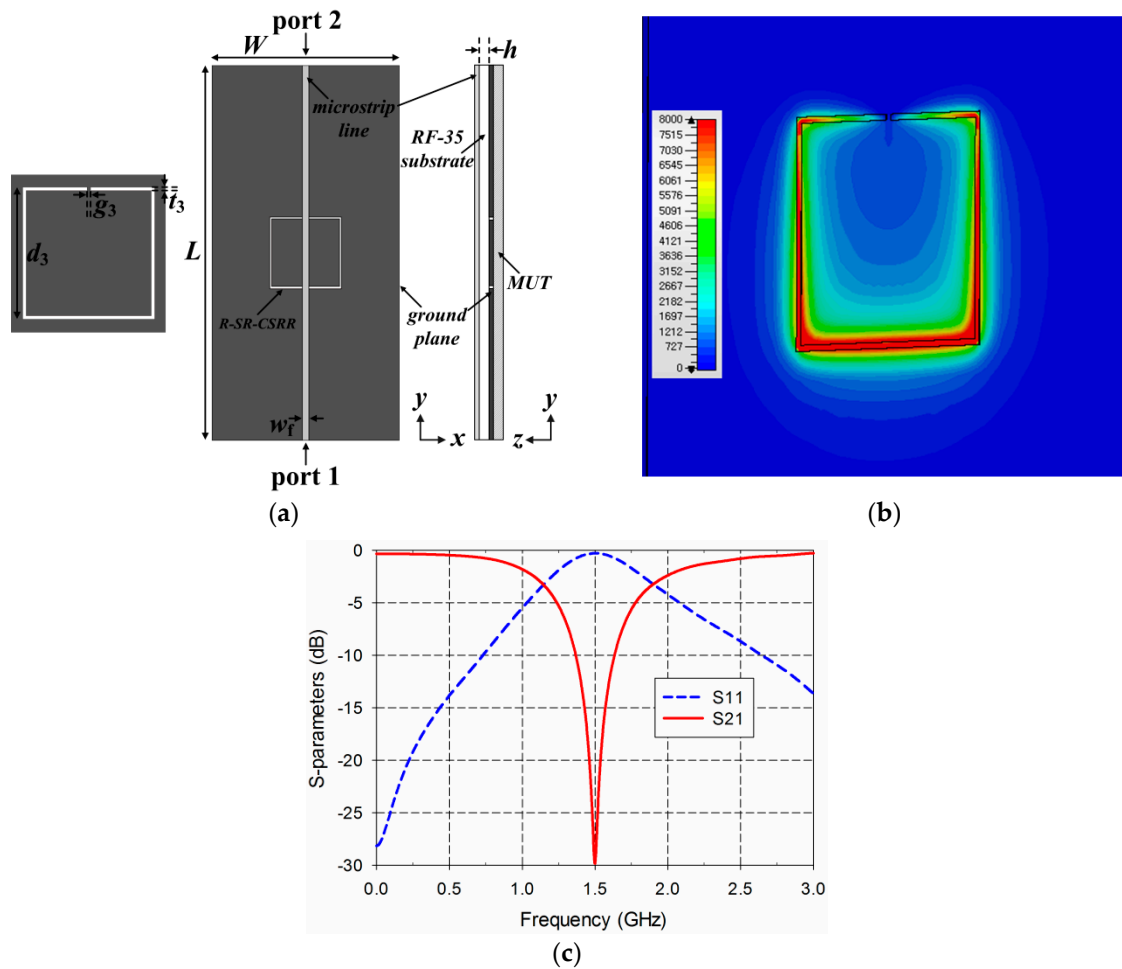 port 2
W
h
microstrip
line
RF-35
substrate
g3
t3
d3
L
MUT
R-SR-CSRR
ground
plane
wf
y
x
y
z
port 1
(a)
8000
7515
7030
6545
6061
5576
5091
4606
4121
3636
3152
2667
2182
1697
1212
727
0
(b)
S-parameters (dB)
0
-5
-10
-15
-20
-25
-30
S11
S21
0.0 0.5 1.0 1.5 2.0 2.5 3.0
Frequency (GHz)
(c)